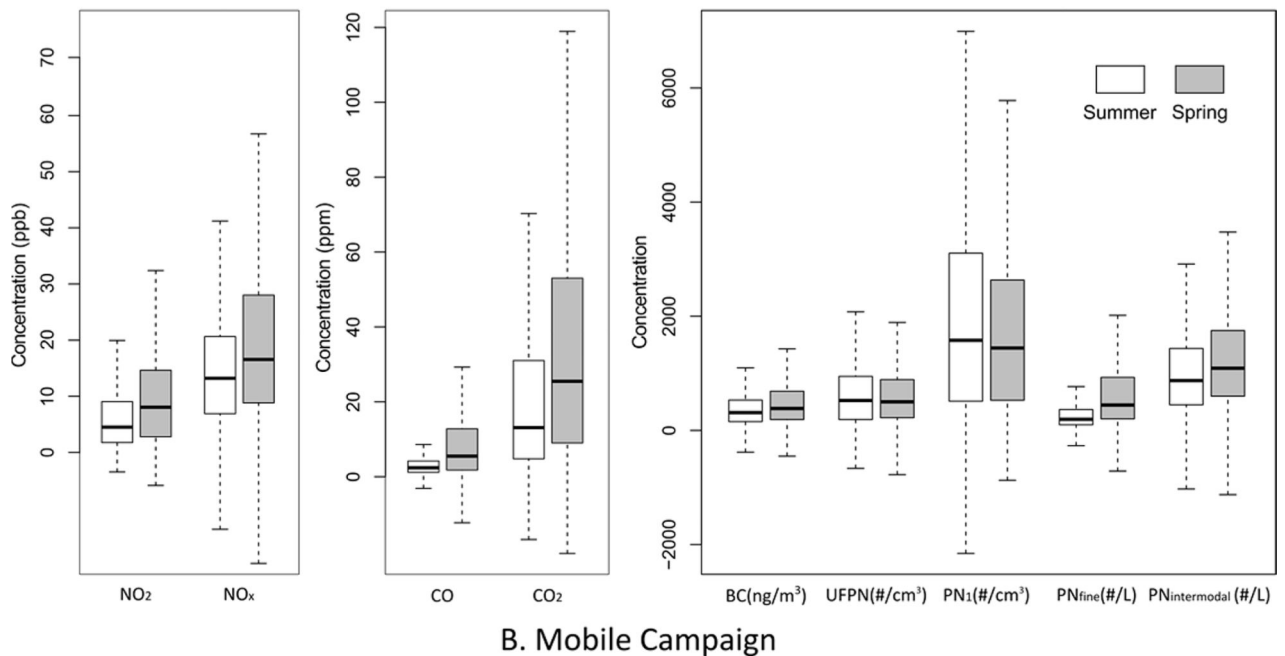 Concentration (ppb)
70
60
50
40
30
20
10
0
NO₂ NOₓ
Concentration (ppm)
120
100
80
60
40
20
0
CO CO₂
Concentration
6000
4000
2000
0
−2000
Summer Spring
BC(ng/m³) UFPN(#/cm³) PN₁(#/cm³) PNfine(#/L) PNintermodal (#/L)
B. Mobile Campaign